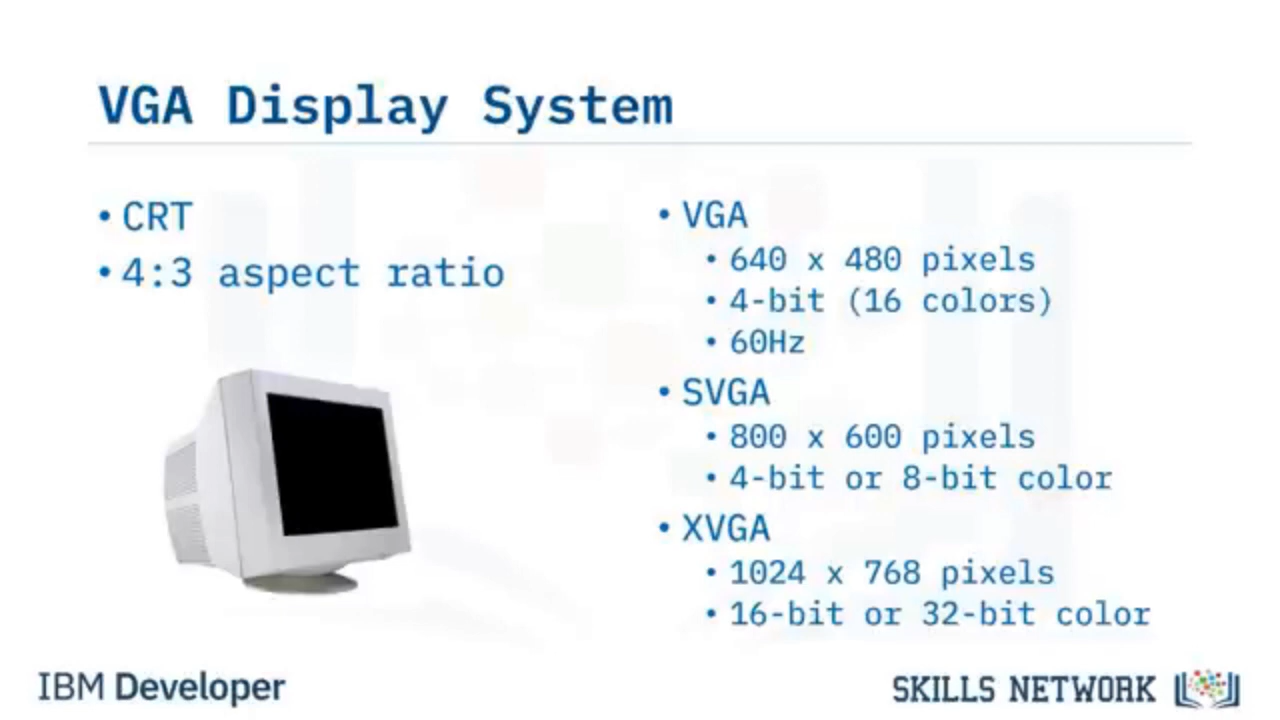 VGA Display System
• CRT
• 4:3 aspect ratio
• VGA
• 640 x 480 pixels
• 4-bit (16 colors)
• 60Hz
• SVGA
• 800 x 600 pixels
• 4-bit or 8-bit color
• XVGA
• 1024 x 768 pixels
• 16-bit or 32-bit color
IBM Developer
SKILLS NETWORK